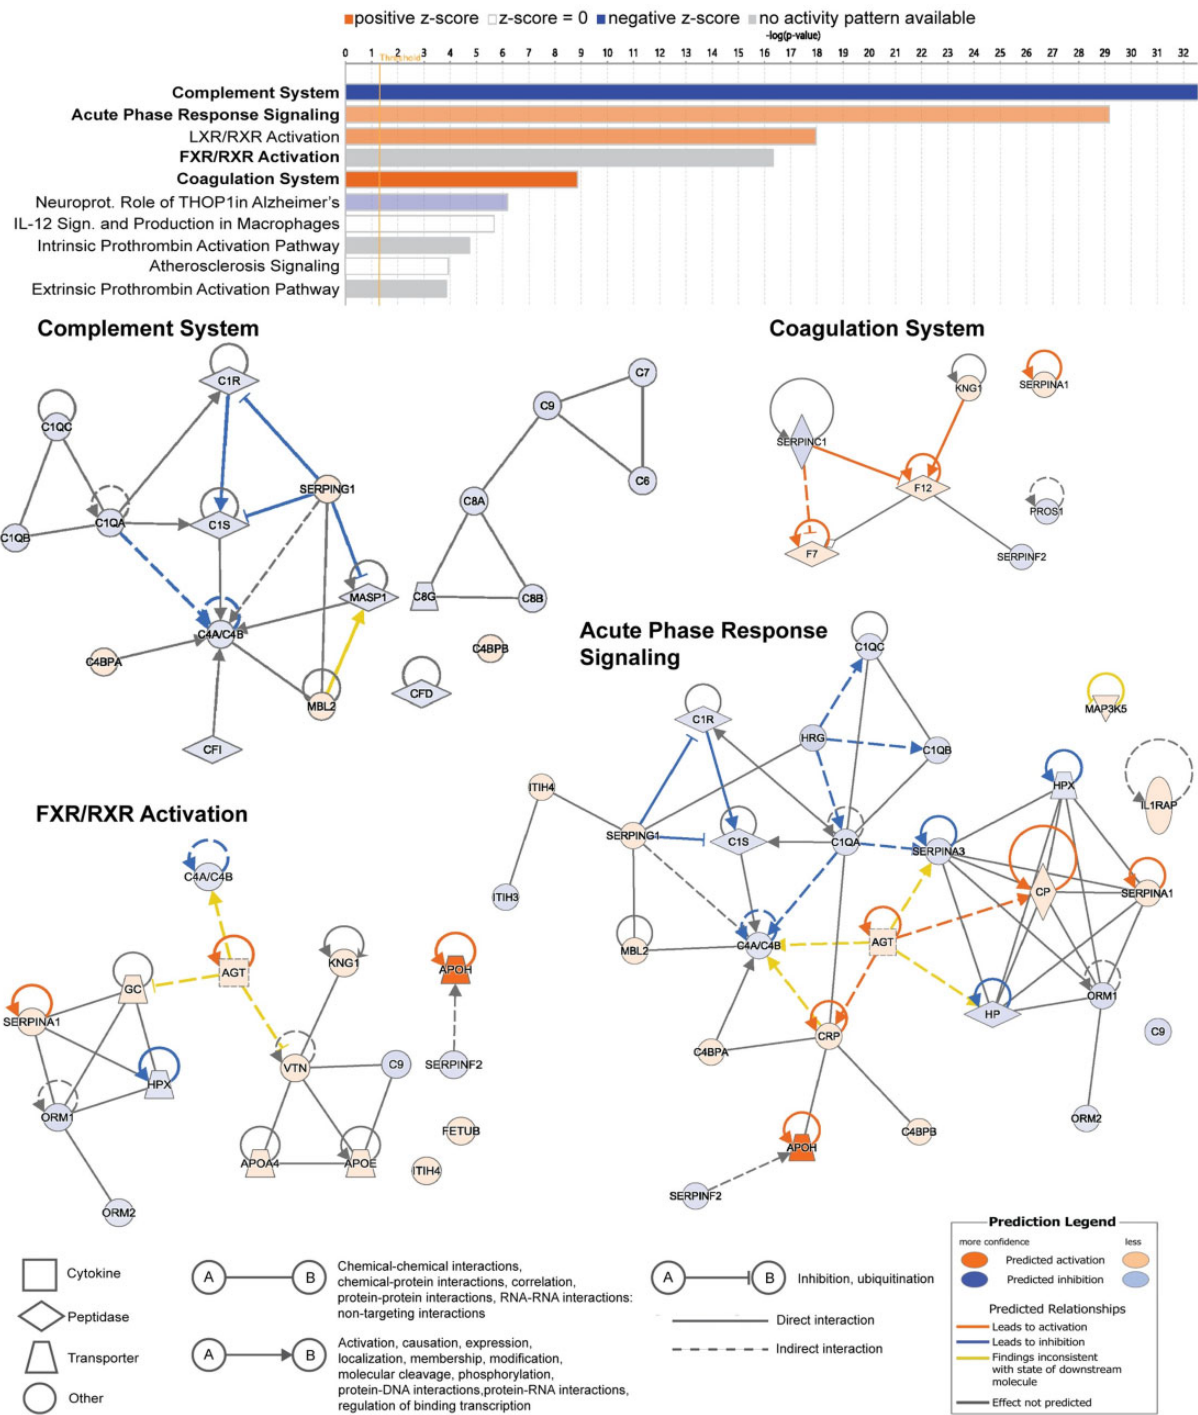 positive z-score z-score = 0 negative z-score no activity pattern available
-log(p-value)
0 1 2 3 4 5 6 7 8 9 10 11 12 13 14 15 16 17 18 19 20 21 22 23 24 25 26 27 28 29 30 31 32
Threshold
Complement System
Acute Phase Response Signaling
LXR/RXR Activation
FXR/RXR Activation
Coagulation System
Neuroprot. Role of THOP1in Alzheimer's
IL-12 Sign. and Production in Macrophages
Intrinsic Prothrombin Activation Pathway
Atherosclerosis Signaling
Extrinsic Prothrombin Activation Pathway
Complement System
C1R
C1QC
SERPING1
C1QA
C1S
C1QB
MASP1
C4A/C4B
C4BPA
MBL2
CFI
C7
C9
C6
C8A
C8G
C8B
C4BPB
CFD
Coagulation System
KNG1
SERPINA1
SERPINC1
F12
PROS1
F7
SERPINF2
Acute Phase Response
Signaling
C1QC
C1R
HRG
C1QB
MAP3K5
ITIH4
HPX
IL1RAP
SERPING1
C1S
C1QA
SERPINA3
CP
SERPINA1
ITIH3
MBL2
C4A/C4B
AGT
ORM1
HP
C9
C4BPA
CRP
ORM2
C4BPB
APOH
SERPINF2
FXR/RXR Activation
C4A/C4B
AGT
KNG1
APOH
GC
SERPINA1
HPX
VTN
C9
SERPINF2
ORM1
FETUB
APOA4
APOE
ITIH4
ORM2
Cytokine
Peptidase
Transporter
Other
A B
Chemical-chemical interactions,
chemical-protein interactions, correlation,
protein-protein interactions, RNA-RNA interactions:
non-targeting interactions
A B
Activation, causation, expression,
localization, membership, modification,
molecular cleavage, phosphorylation,
protein-DNA interactions,protein-RNA interactions,
regulation of binding transcription
A B Inhibition, ubiquitination
Direct interaction
Indirect interaction
Prediction Legend
more confidence less
Predicted activation
Predicted inhibition
Predicted Relationships
Leads to activation
Leads to inhibition
Findings inconsistent
with state of downstream
molecule
Effect not predicted